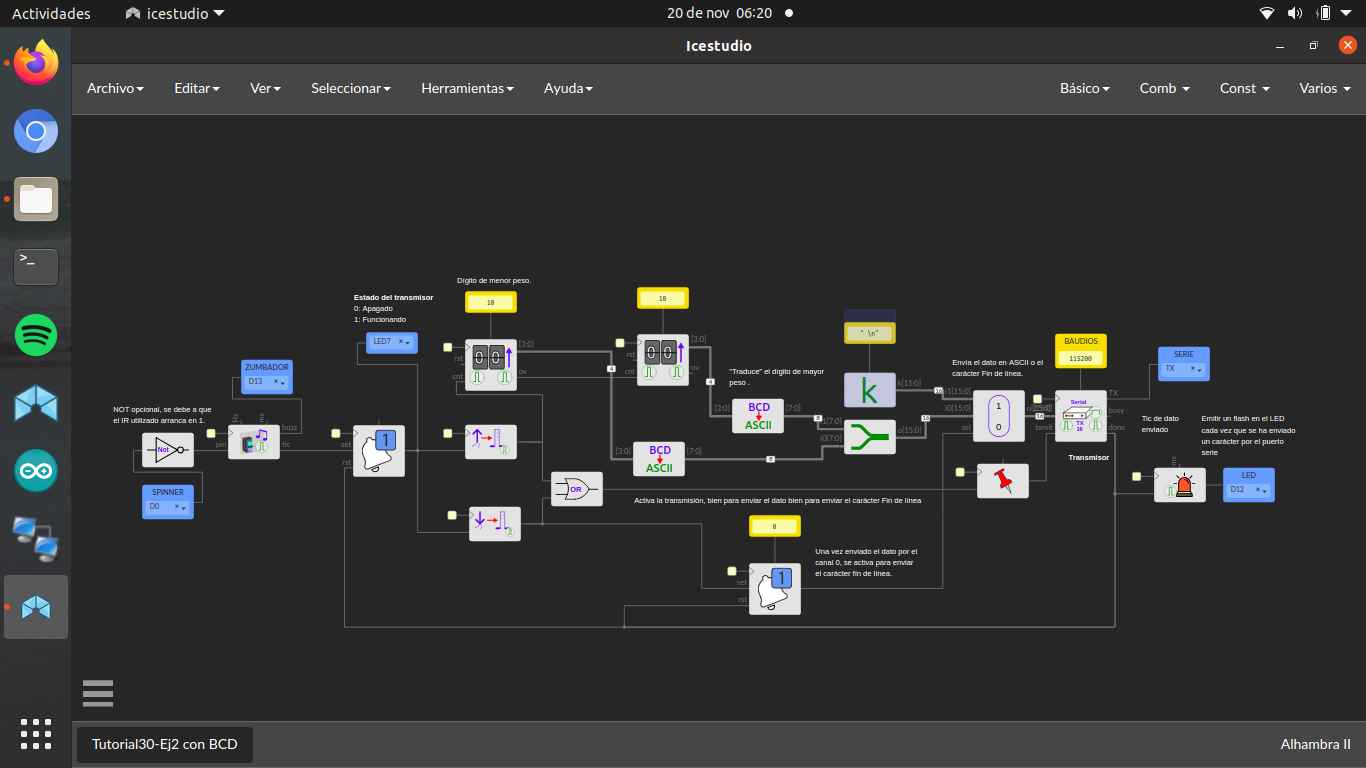 Actividades
icestudio
20 de nov 06:20
Icestudio
Archivo
Editar
Ver
Seleccionar
Herramientas
Ayuda
Básico
Comb
Const
Varios
Dígito de menor peso.
Estado del transmisor
0: Apagado
1: Funcionando
10
10
LED7
" \n"
BAUDIOS
115200
SERIE
TX
ZUMBADOR
D13
rst
cnt
[3:0]
ov
00
rst
cnt
[3:0]
ov
00
"Traduce" el dígito de mayor
peso .
Envía el dato en ASCII o el
carácter Fin de línea.
k
k[15:0]
16
i1[15:0]
i0[15:0]
sel
1
0
o[15:0]
16
Serial
TX
16
TX
busy
done
txmit
NOT opcional, se debe a que
el IR utilizado arranca en 1.
Not
SPINNER
D0
Hz
ms
pin
buzz
tic
set
rst
1
4
4
[3:0]
BCD
ASCII
[7:0]
8
i1[7:0]
i0[7:0]
o[15:0]
16
[3:0]
BCD
ASCII
[7:0]
8
OR
Activa la transmisión, bien para enviar el dato bien para enviar el carácter Fin de línea
Transmisor
Tic de dato
enviado
Emitir un flash en el LED
cada vez que se ha enviado
un carácter por el puerto
serie
ms
LED
D12
0
set
rst
1
Una vez enviado el dato por el
canal 0, se activa para enviar
el carácter fin de línea.
Tutorial30-Ej2 con BCD
Alhambra II